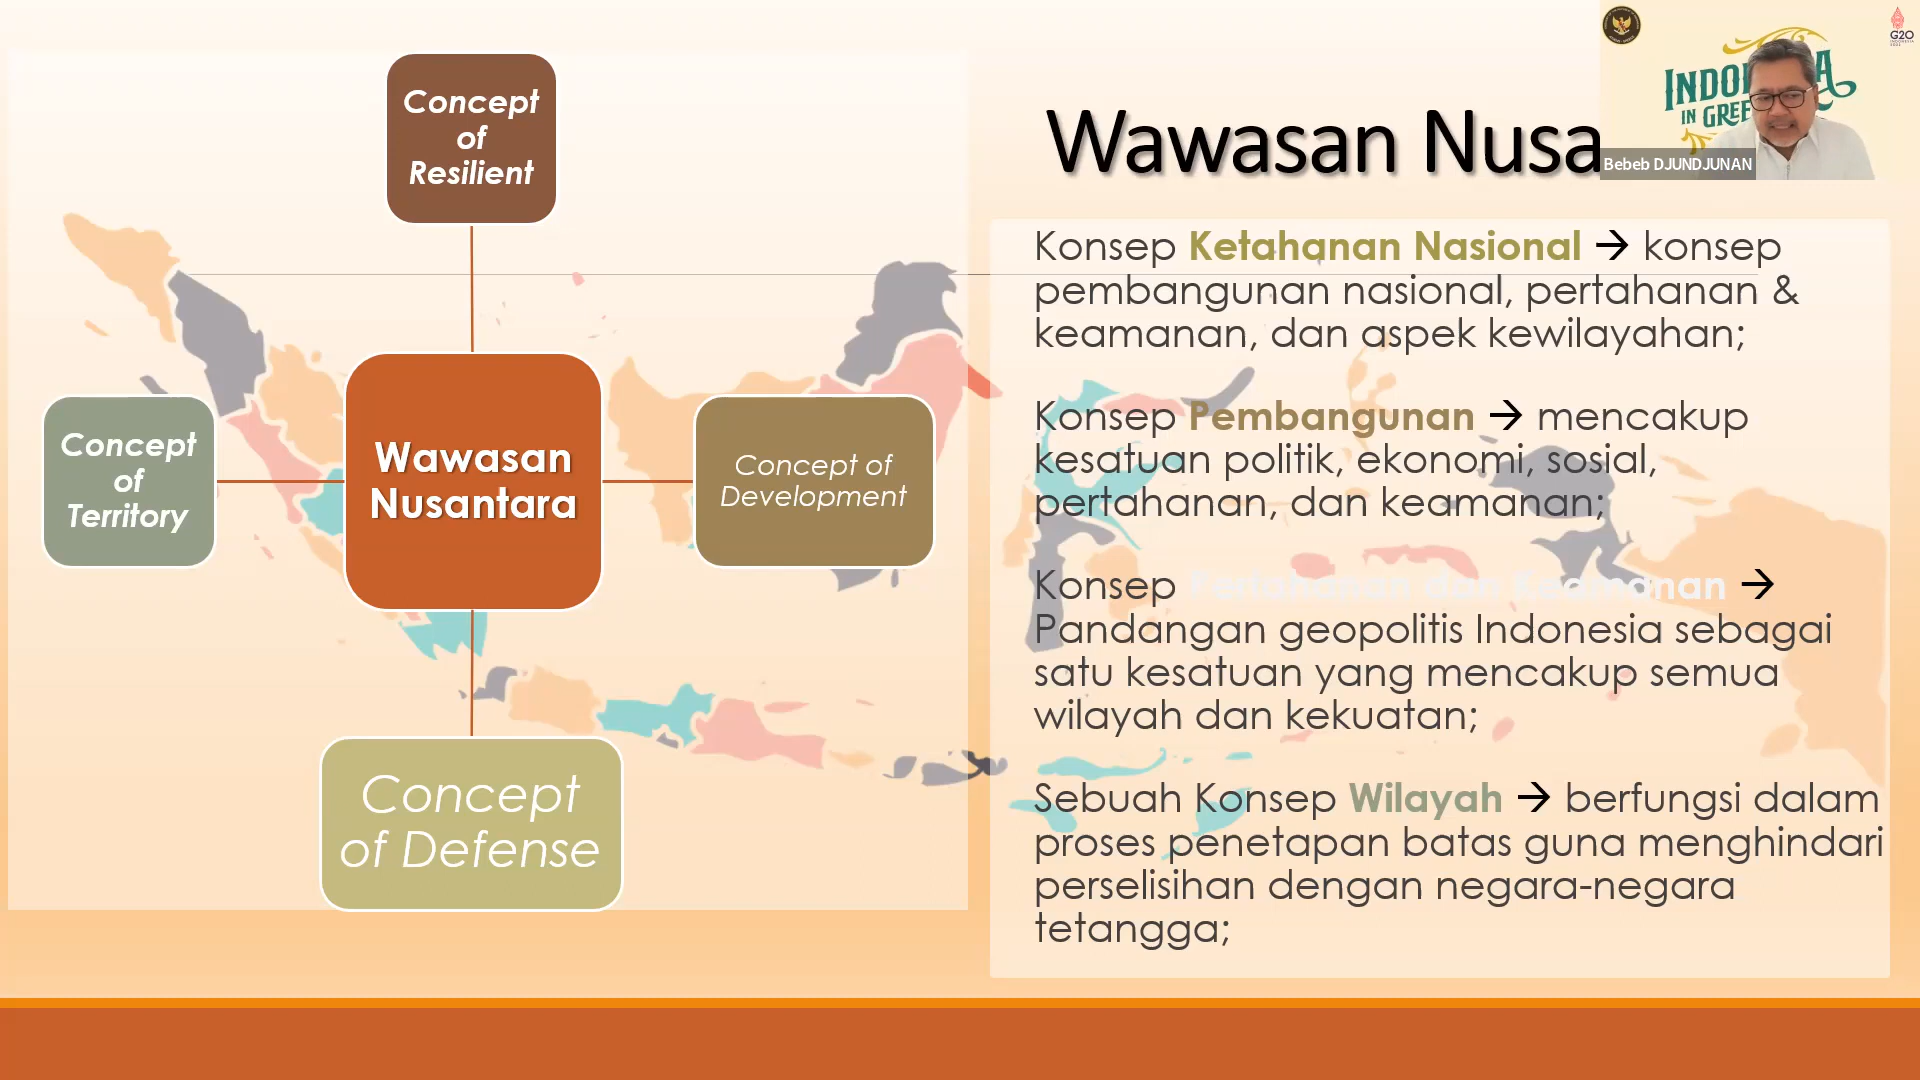 Concept
of
Resilient
Concept
of
Territory
Wawasan
Nusantara
Concept of
Development
Concept
of Defense
Wawasan Nusa
Konsep Ketahanan Nasional → konsep
pembangunan nasional, pertahanan &
keamanan, dan aspek kewilayahan;
Konsep Pembangunan → mencakup
kesatuan politik, ekonomi, sosial,
pertahanan, dan keamanan;
Konsep Pertahanan dan Keamanan →
Pandangan geopolitis Indonesia sebagai
satu kesatuan yang mencakup semua
wilayah dan kekuatan;
Sebuah Konsep Wilayah → berfungsi dalam
proses penetapan batas guna menghindari
perselisihan dengan negara-negara
tetangga;
INDO A
IN GREE
Bebeb DJUNDJUNAN
G20